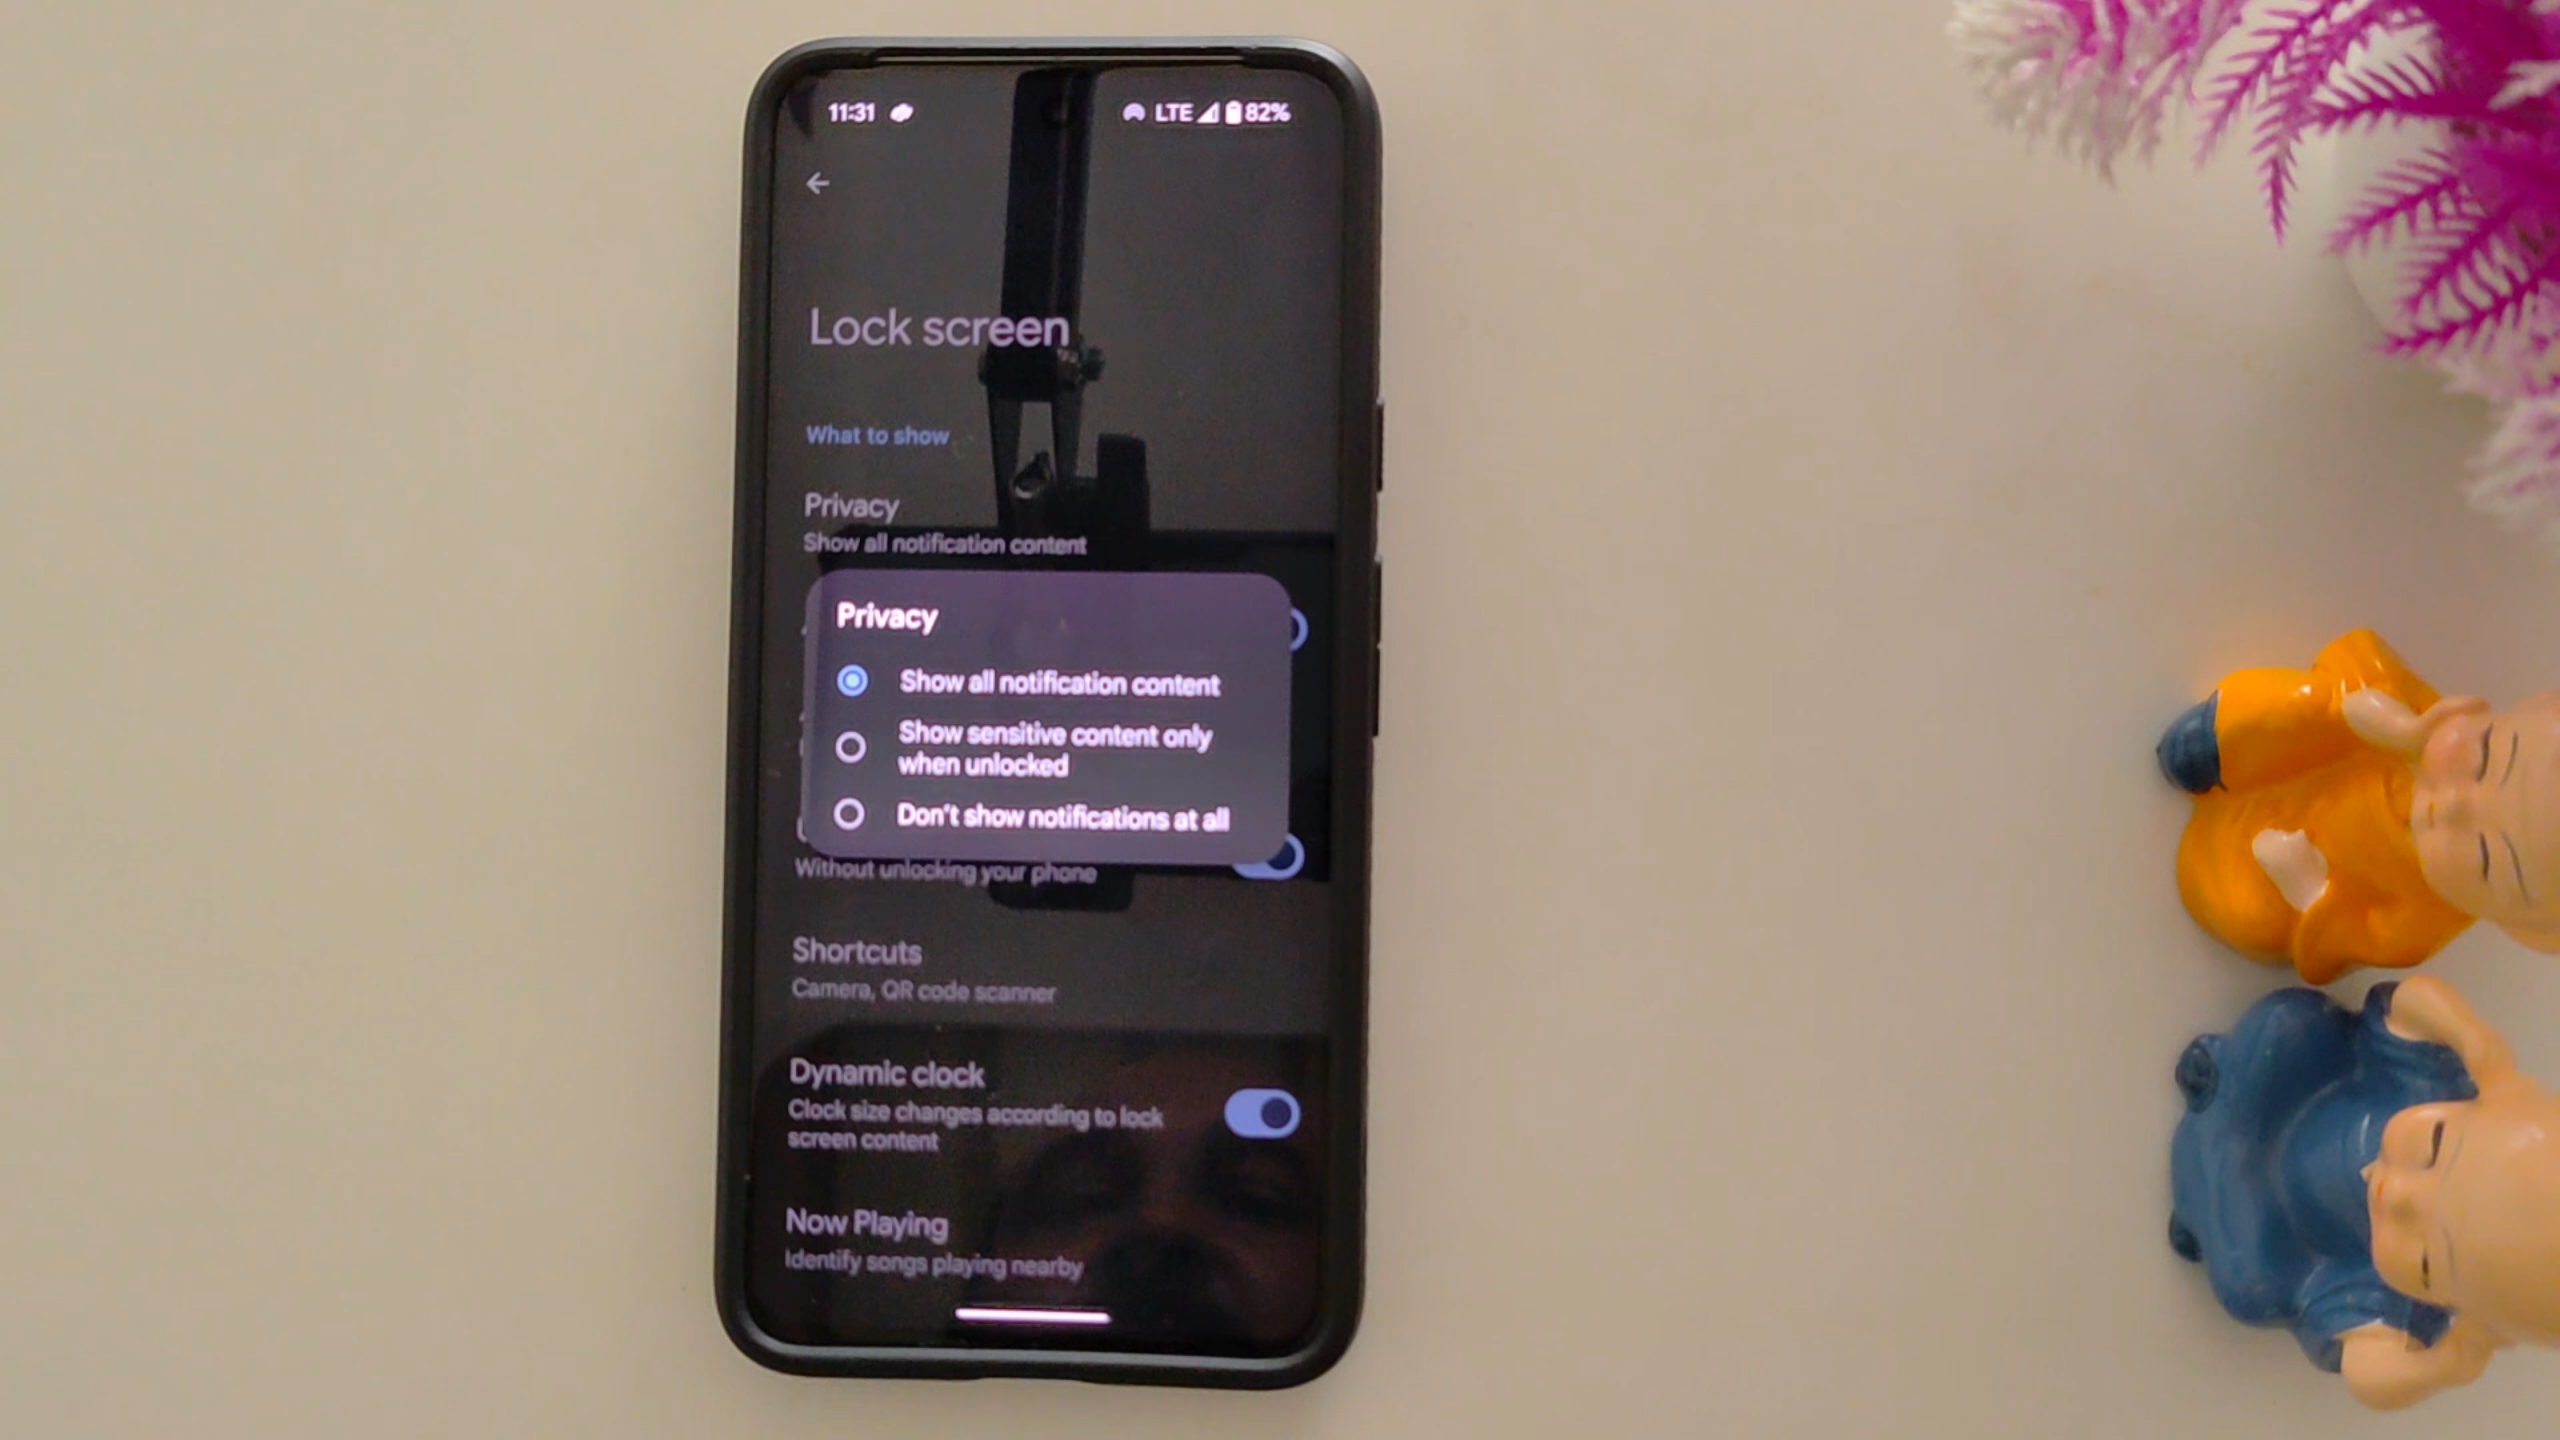 11:31 LTE 82%
Lock screen
What to show
Privacy
Show all notification content
Privacy
Show all notification content
Show sensitive content only
when unlocked
Don't show notifications at all
Without unlocking your phone
Shortcuts
Camera, QR code scanner
Dynamic clock
Clock size changes according to lock
screen content
Now Playing
Identify songs playing nearby